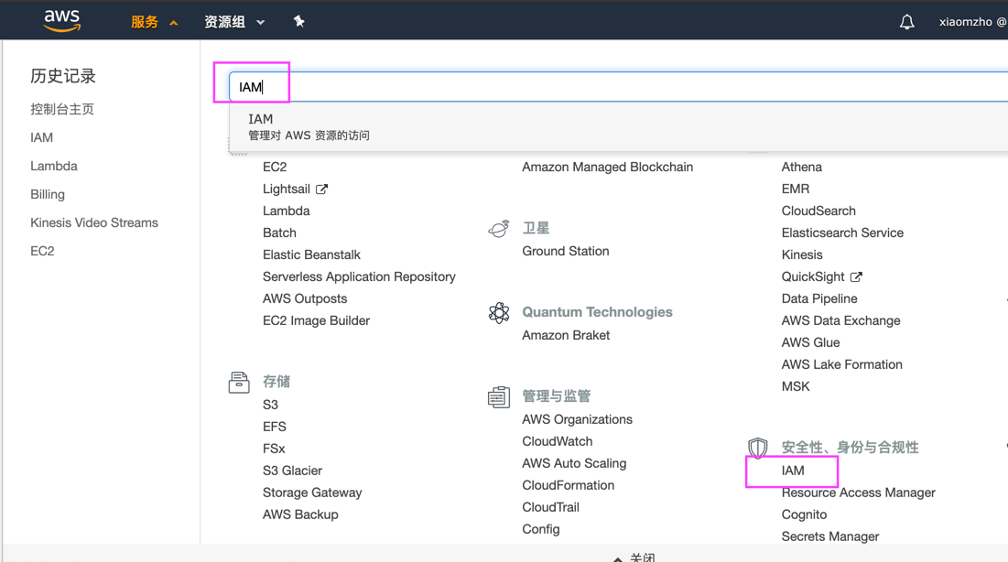 aws
服务
资源组
xiaomzho @
历史记录
控制台主页
IAM
Lambda
Billing
Kinesis Video Streams
EC2
IAM
IAM
管理对 AWS 资源的访问
EC2
Lightsail
Lambda
Batch
Elastic Beanstalk
Serverless Application Repository
AWS Outposts
EC2 Image Builder
存储
S3
EFS
FSx
S3 Glacier
Storage Gateway
AWS Backup
Amazon Managed Blockchain
卫星
Ground Station
Quantum Technologies
Amazon Braket
管理与监管
AWS Organizations
CloudWatch
AWS Auto Scaling
CloudFormation
CloudTrail
Config
Athena
EMR
CloudSearch
Elasticsearch Service
Kinesis
QuickSight
Data Pipeline
AWS Data Exchange
AWS Glue
AWS Lake Formation
MSK
安全性、身份与合规性
IAM
Resource Access Manager
Cognito
Secrets Manager
关闭